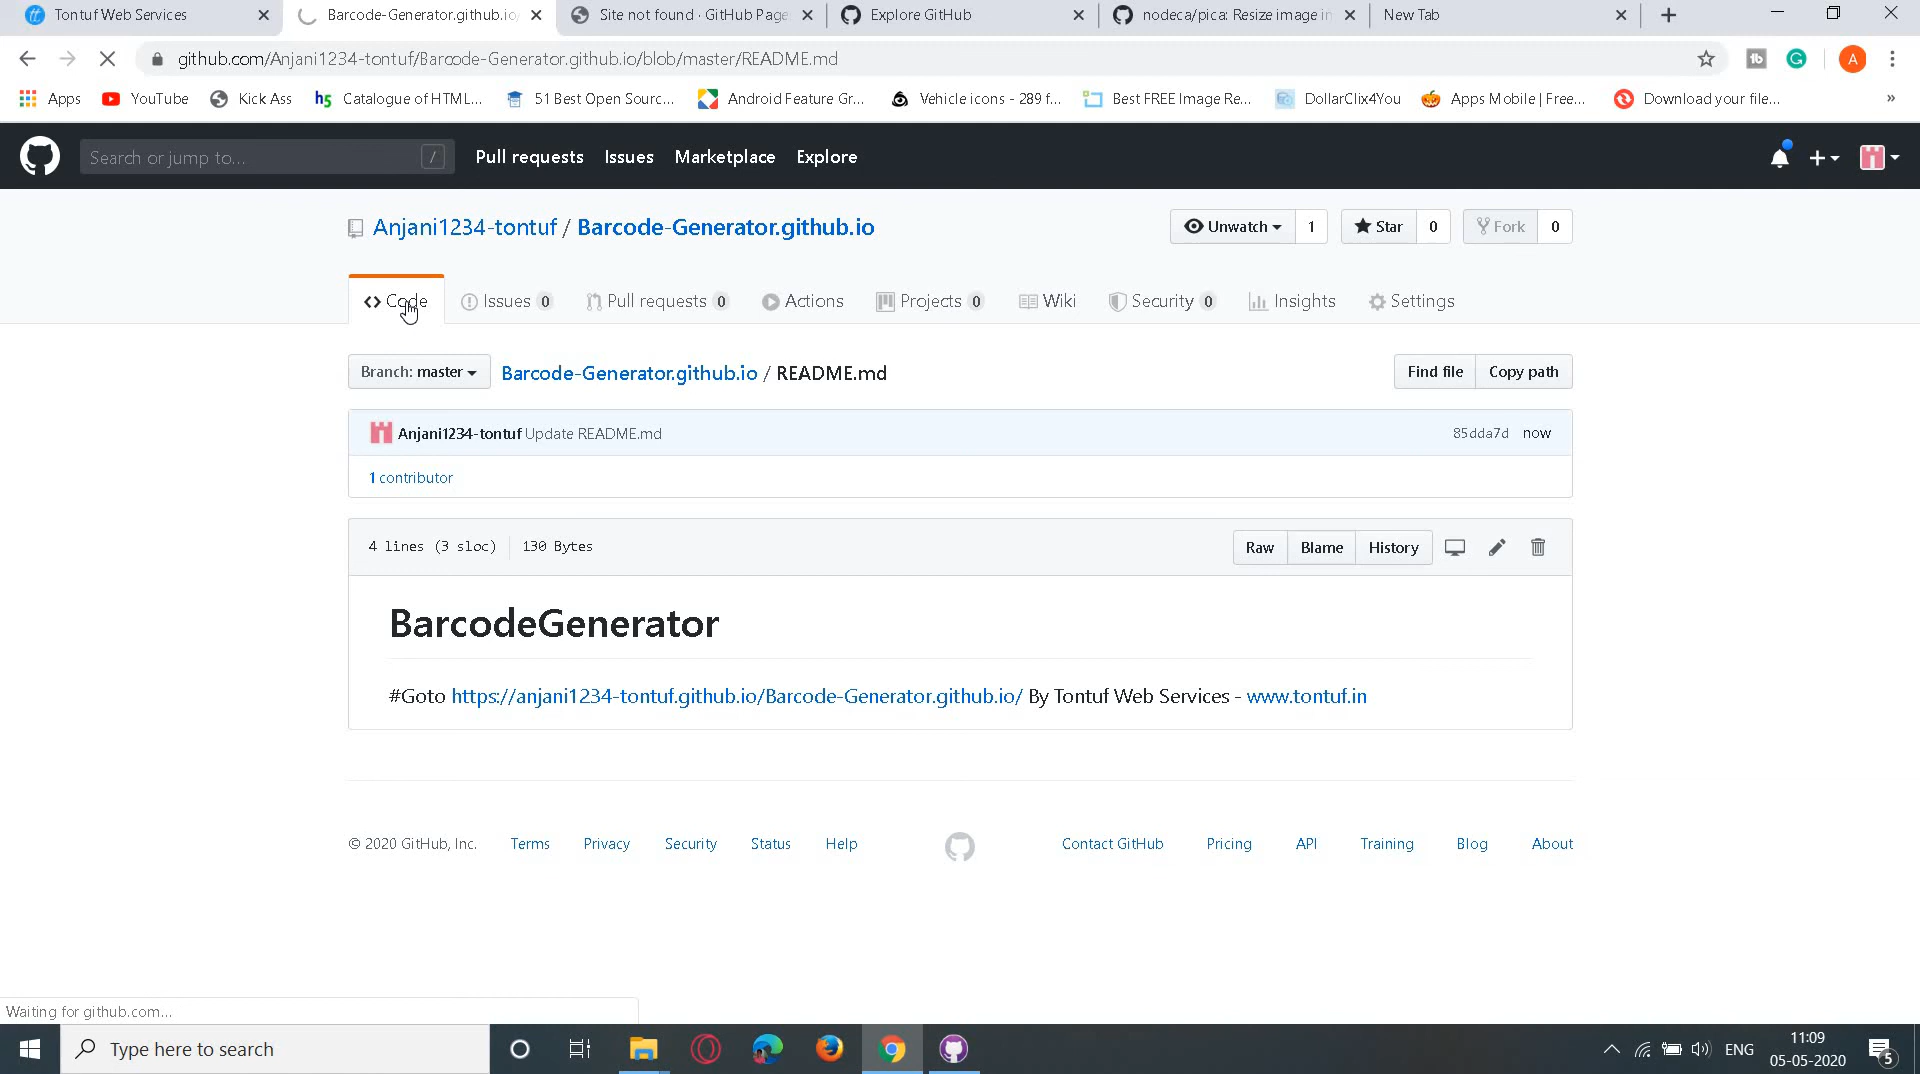 Tontuf Web Services
Barcode-Generator.github.io/
Site not found · GitHub Page
Explore GitHub
nodeca/pica: Resize image in
New Tab
github.com/Anjani1234-tontuf/Barcode-Generator.github.io/blob/master/README.md
A
Apps
YouTube
Kick Ass
h5 Catalogue of HTML...
51 Best Open Sourc...
Android Feature Gr...
Vehicle icons - 289 f...
Best FREE Image Re...
DollarClix4You
Apps Mobile | Free...
Download your file...
»
Search or jump to... /
Pull requests Issues Marketplace Explore
Anjani1234-tontuf / Barcode-Generator.github.io
Unwatch 1 Star 0 Fork 0
Code Issues 0 Pull requests 0 Actions Projects 0 Wiki Security 0 Insights Settings
Branch: master Barcode-Generator.github.io / README.md
Find file Copy path
Anjani1234-tontuf Update README.md 85dda7d now
1 contributor
4 lines (3 sloc) 130 Bytes
Raw Blame History
BarcodeGenerator
#Goto https://anjani1234-tontuf.github.io/Barcode-Generator.github.io/ By Tontuf Web Services - www.tontuf.in
© 2020 GitHub, Inc. Terms Privacy Security Status Help Contact GitHub Pricing API Training Blog About
Waiting for github.com...
Type here to search
ENG
11:09
05-05-2020
5